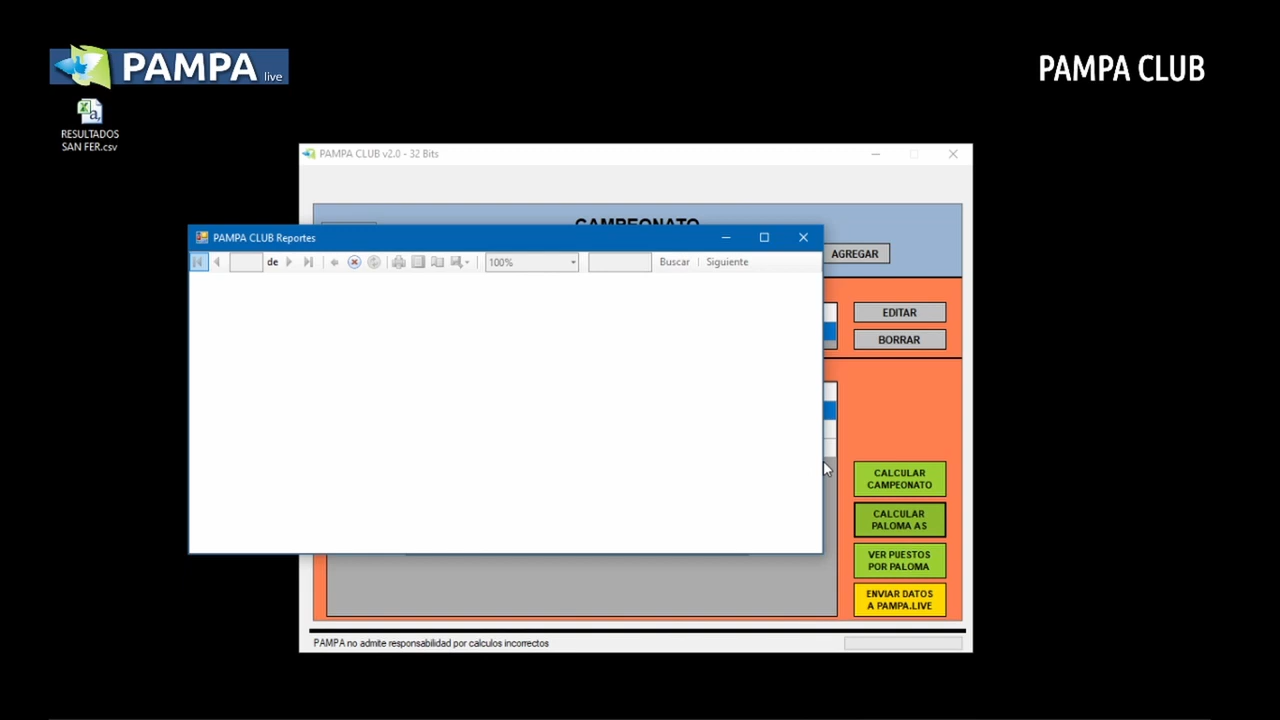 PAMPA live
PAMPA CLUB
RESULTADOS
SAN FER.csv
PAMPA CLUB v2.0 - 32 Bits
CAMPEONATO
PAMPA CLUB Reportes
AGREGAR
de
100%
Buscar
Siguiente
EDITAR
BORRAR
CALCULAR
CAMPEONATO
CALCULAR
PALOMA AS
VER PUESTOS
POR PALOMA
ENVIAR DATOS
A PAMPA.LIVE
PAMPA no admite responsabilidad por calculos incorrectos